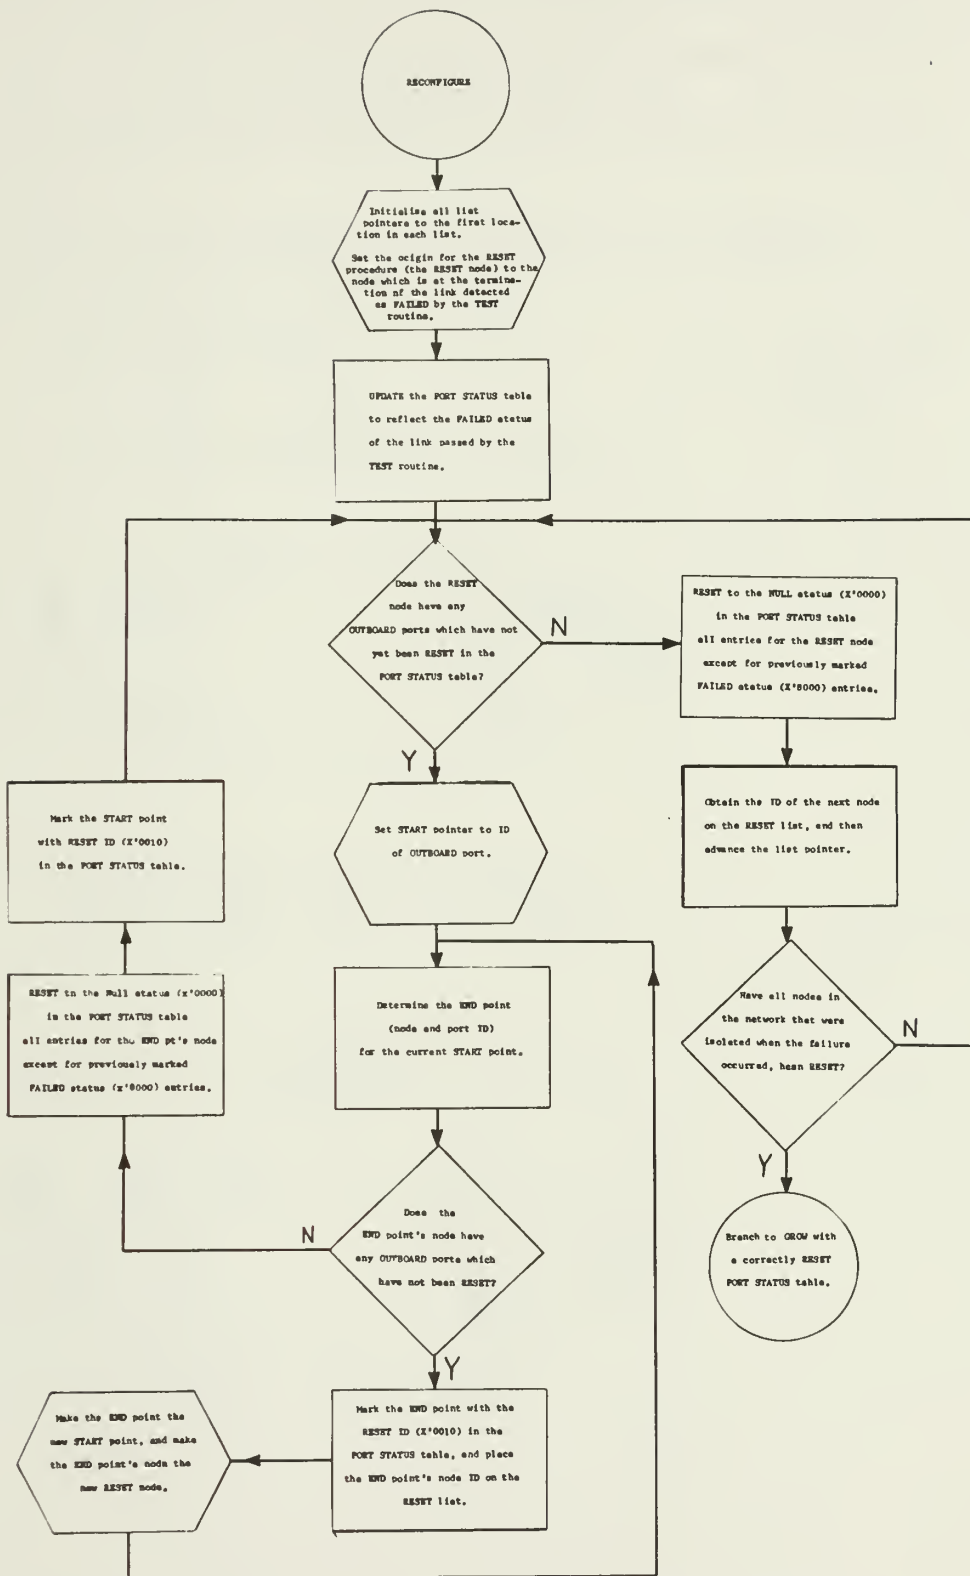 RECONFIGURE
Initialize all list
pointers to the first loca-
tion in each list.
Set the origin for the RESET
procedure (the RESET node) to the
node which is at the termina-
tion of the link detected
as FAILED by the TEST
routine.
UPDATE the PORT STATUS table
to reflect the FAILED status
of the link passed by the
TEST routine.
Does the RESET
node have any
OUTBOARD ports which have not
yet been RESET in the
PORT STATUS table?
N
Y
RESET to the NULL status (X'0000)
in the PORT STATUS table
all entries for the RESET node
except for previously marked
FAILED status (X'8000) entries.
Obtain the ID of the next node
on the RESET list, and then
advance the list pointer.
Have all nodes in
the network that were
isolated when the failure
occurred, been RESET?
N
Y
Branch to GROW with
a correctly RESET
PORT STATUS table.
Set START pointer to ID
of OUTBOARD port.
Determine the END point
(node and port ID)
for the current START point.
Does the
END point's node have
any OUTBOARD ports which
have not been RESET?
N
Y
RESET to the Null status (x'0000)
in the PORT STATUS table
all entries for the END pt's node
except for previously marked
FAILED status (x'8000) entries.
Mark the START point
with RESET ID (X'0010)
in the PORT STATUS table.
Mark the END point with the
RESET ID (X'0010) in the
PORT STATUS table, and place
the END point's node ID on the
RESET list.
Make the END point the
new START point, and make
the END point's node the
new RESET node.